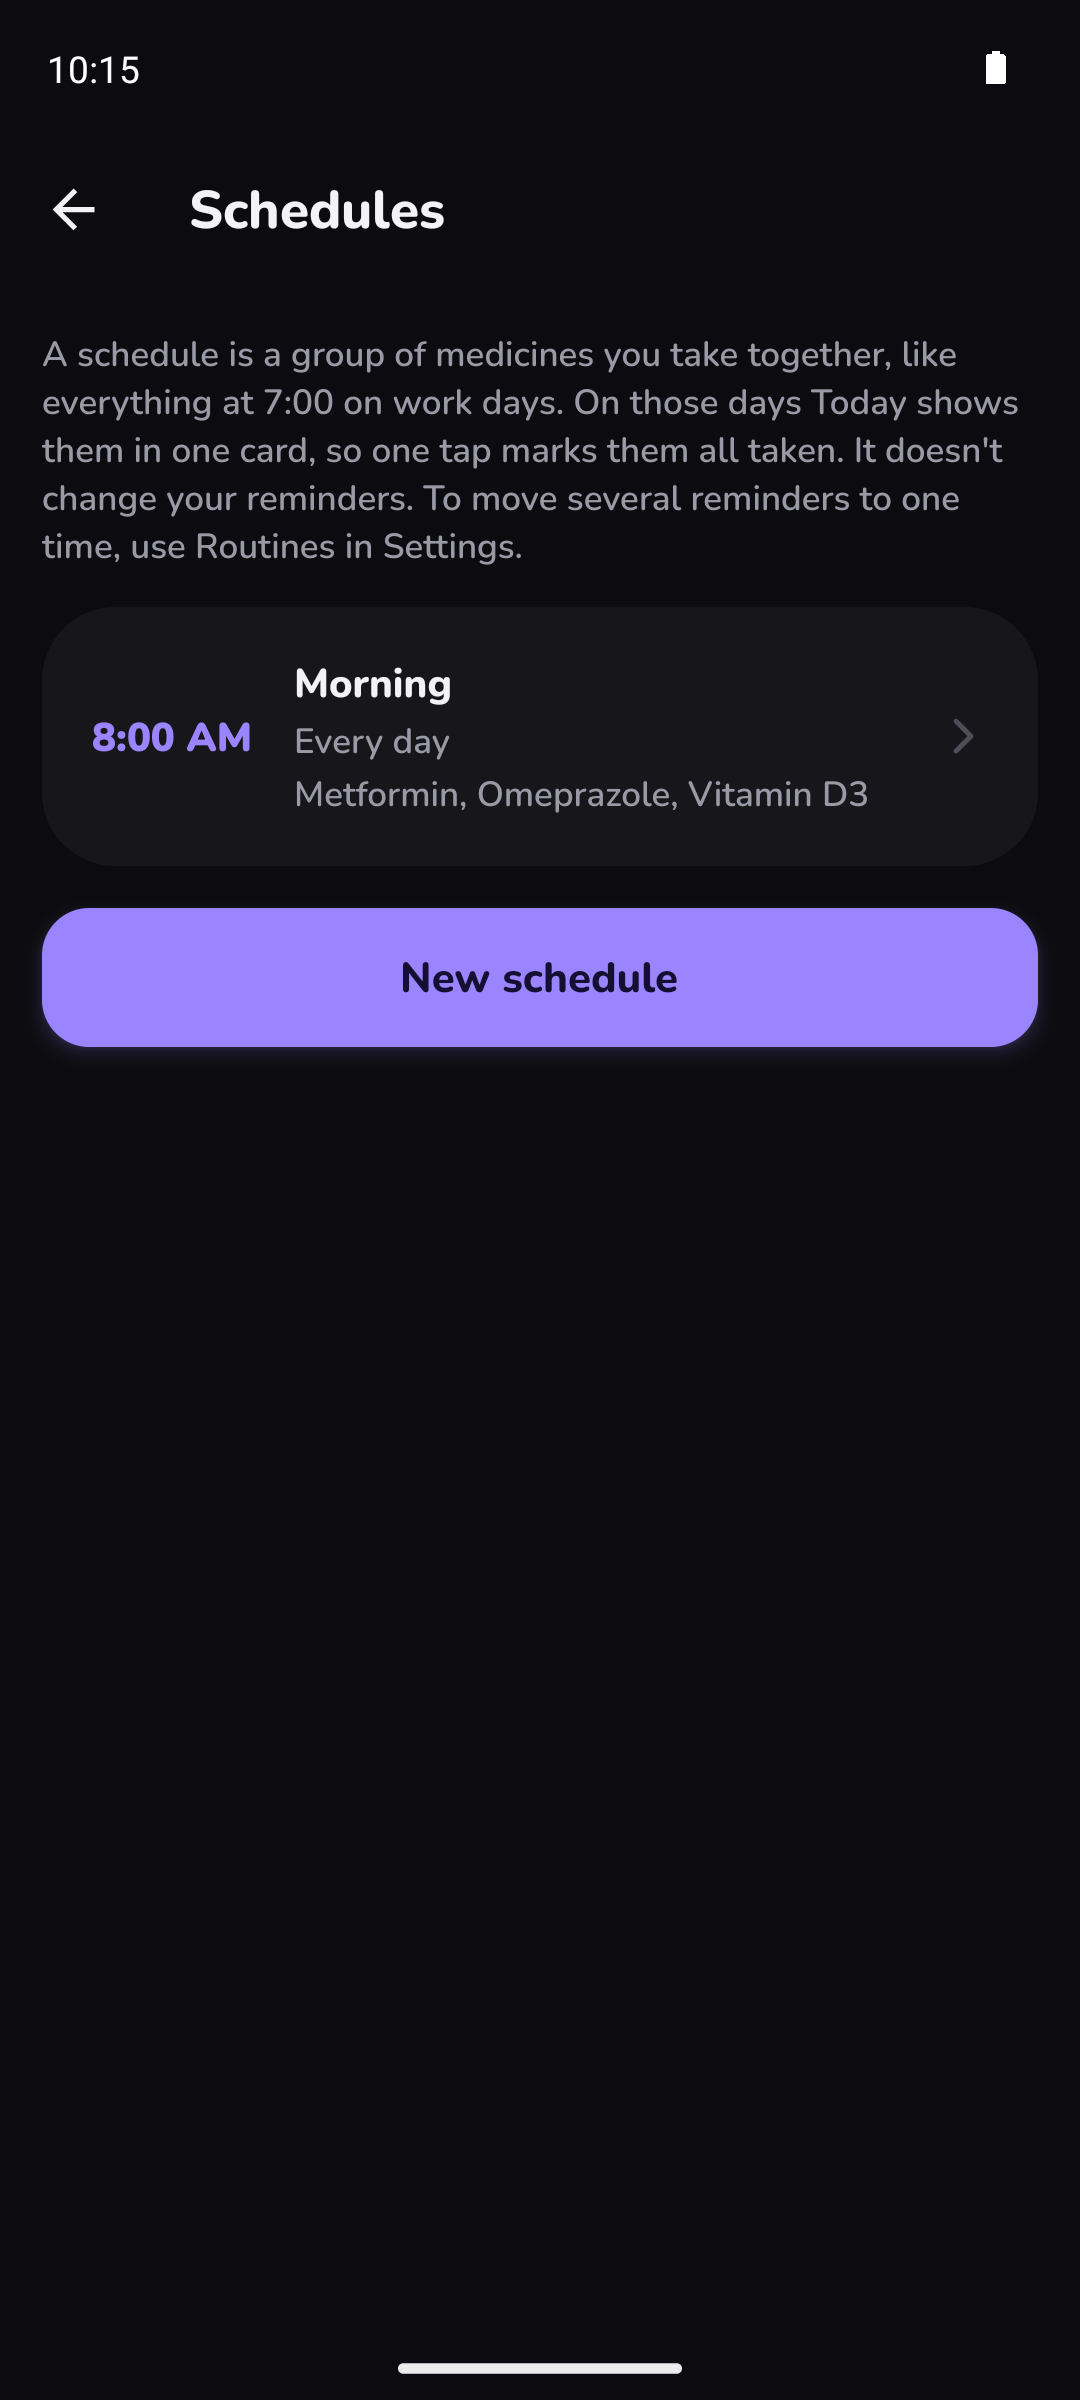 10:15
Schedules
A schedule is a group of medicines you take together, like
everything at 7:00 on work days. On those days Today shows
them in one card, so one tap marks them all taken. It doesn't
change your reminders. To move several reminders to one
time, use Routines in Settings.
Morning
8:00 AM
Every day
Metformin, Omeprazole, Vitamin D3
New schedule